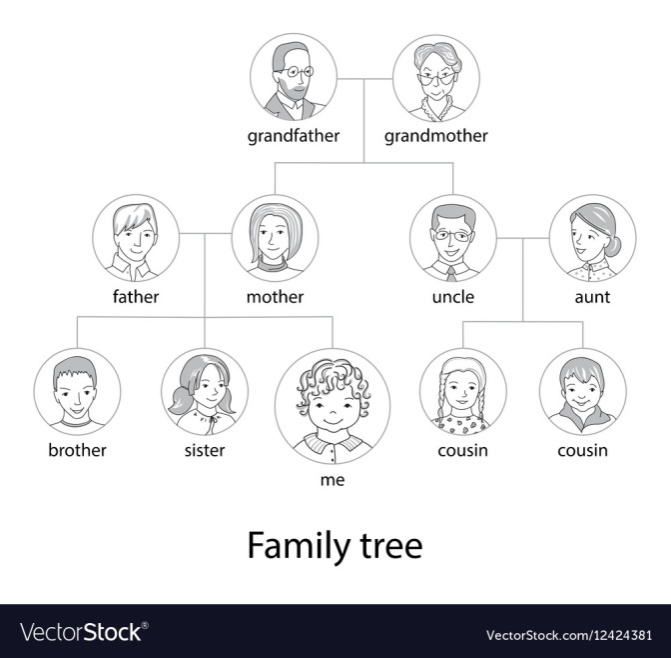 grandfather grandmother
father mother uncle aunt
brother sister cousin cousin
me
Family tree
VectorStock® VectorStock.com/12424381